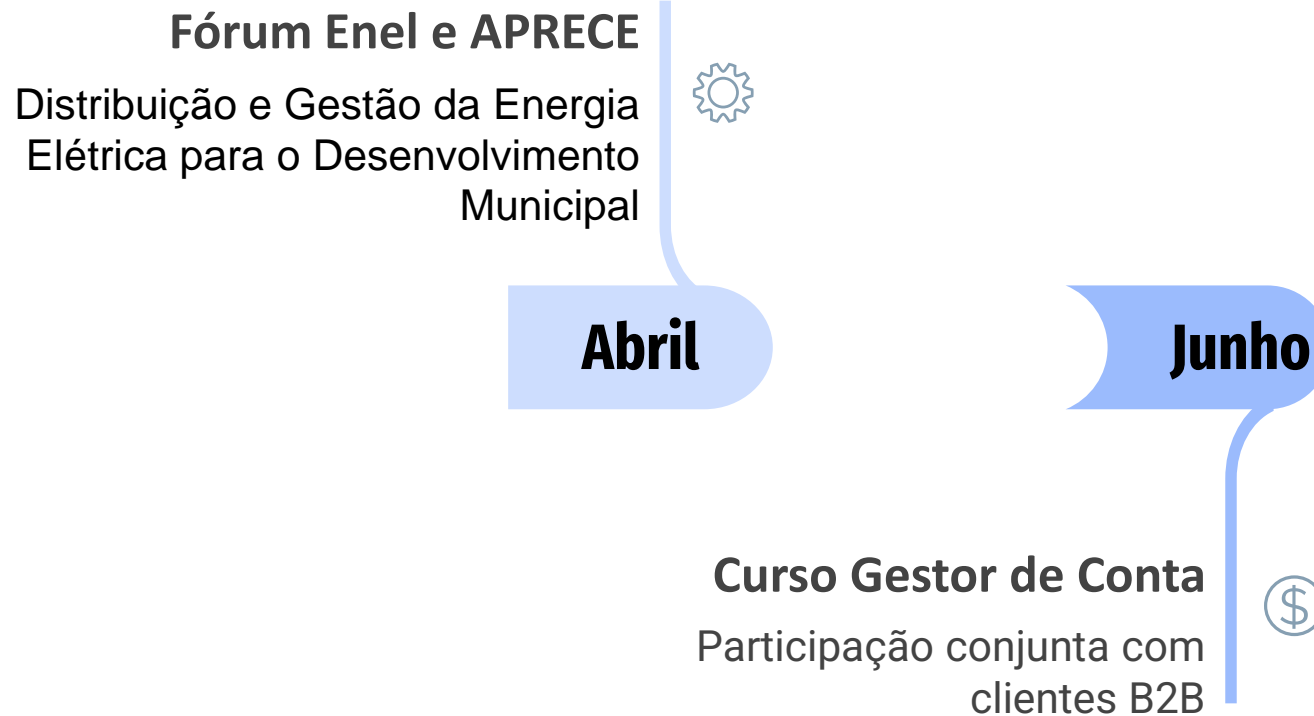 Fórum Enel e APRECE
Distribuição e Gestão da Energia
Elétrica para o Desenvolvimento
Municipal
Abril
Junho
Curso Gestor de Conta
Participação conjunta com
clientes B2B
$